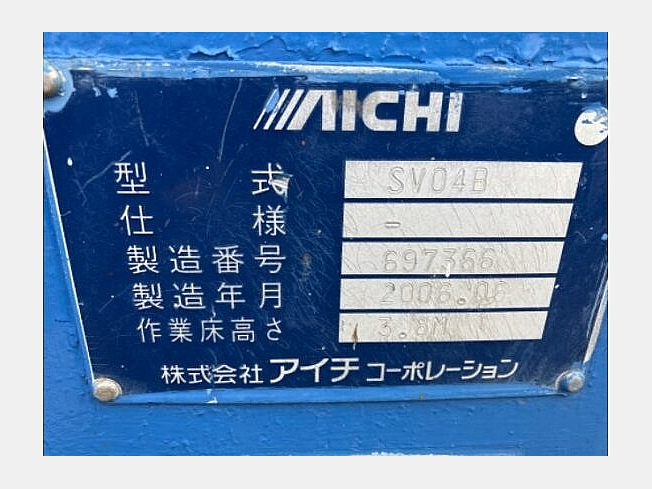 AICHI
型式 SV04B
仕様 -
製造番号 697366
製造年月 2006.06
作業床高さ 3.8M
株式会社 アイチ コーポレーション